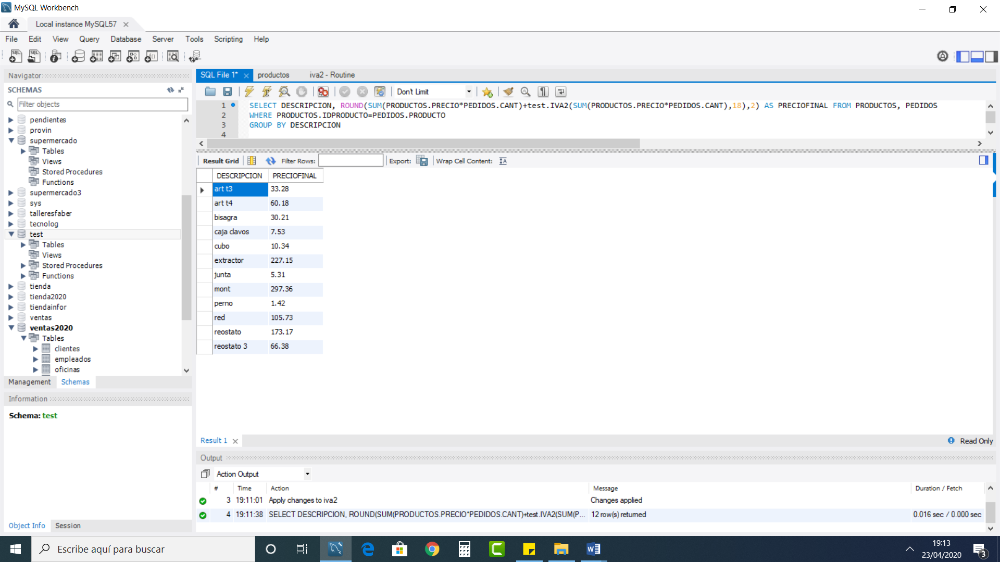 MySQL Workbench
Local instance MySQL57
File Edit View Query Database Server Tools Scripting Help
Navigator
SCHEMAS
Filter objects
pendientes
provin
supermercado
Tables
Views
Stored Procedures
Functions
supermercado3
sys
talleresfaber
tecnolog
test
Tables
Views
Stored Procedures
Functions
tienda
tienda2020
tiendainfor
ventas
ventas2020
Tables
clientes
empleados
oficinas
Management Schemas
Information
Schema: test
Object Info Session
SQL File 1* productos iva2 - Routine
Don't Limit
1 SELECT DESCRIPCION, ROUND(SUM(PRODUCTOS.PRECIO*PEDIDOS.CANT)+test.IVA2(SUM(PRODUCTOS.PRECIO*PEDIDOS.CANT),18),2) AS PRECIOFINAL FROM PRODUCTOS, PEDIDOS
2 WHERE PRODUCTOS.IDPRODUCTO=PEDIDOS.PRODUCTO
3 GROUP BY DESCRIPCION
4
Result Grid Filter Rows: Export: Wrap Cell Content:
DESCRIPCION PRECIOFINAL
art t3 33.28
art t4 60.18
bisagra 30.21
caja clavos 7.53
cubo 10.34
extractor 227.15
junta 5.31
mont 297.36
perno 1.42
red 105.73
reostato 173.17
reostato 3 66.38
Result 1
Read Only
Output
Action Output
# Time Action Message Duration / Fetch
3 19:11:01 Apply changes to iva2 Changes applied
4 19:11:38 SELECT DESCRIPCION, ROUND(SUM(PRODUCTOS.PRECIO*PEDIDOS.CANT)+test.IVA2(SUM(P... 12 row(s) returned 0.016 sec / 0.000 sec
Escribe aquí para buscar
19:13
23/04/2020
3